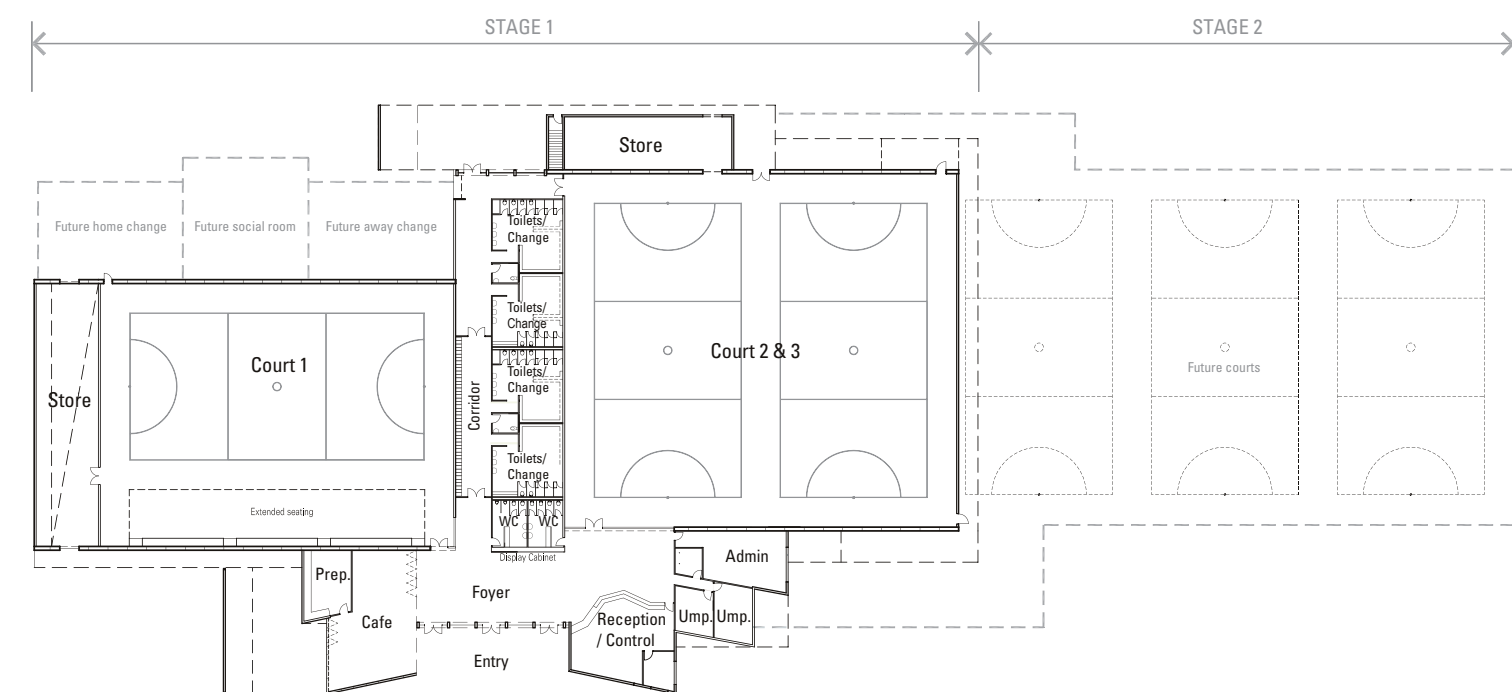 STAGE 1
STAGE 2
Store
Future home change
Future social room
Future away change
Toilets/
Change
Toilets/
Change
Court 1
Court 2 & 3
Future courts
Store
Corridor
Toilets/
Change
Toilets/
Change
Extended seating
WC
WC
Display Cabinet
Admin
Prep.
Foyer
Cafe
Reception
/ Control
Ump.
Ump.
Entry